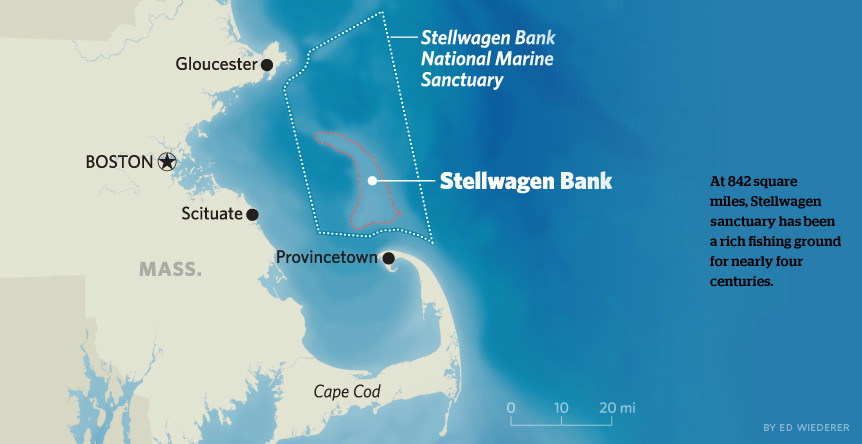 Stellwagen Bank
National Marine
Sanctuary
Gloucester
BOSTON
Stellwagen Bank
At 842 square
miles, Stellwagen
sanctuary has been
a rich fishing ground
for nearly four
centuries.
Scituate
Provincetown
MASS.
Cape Cod
0 10 20 mi
BY ED WIEDERER